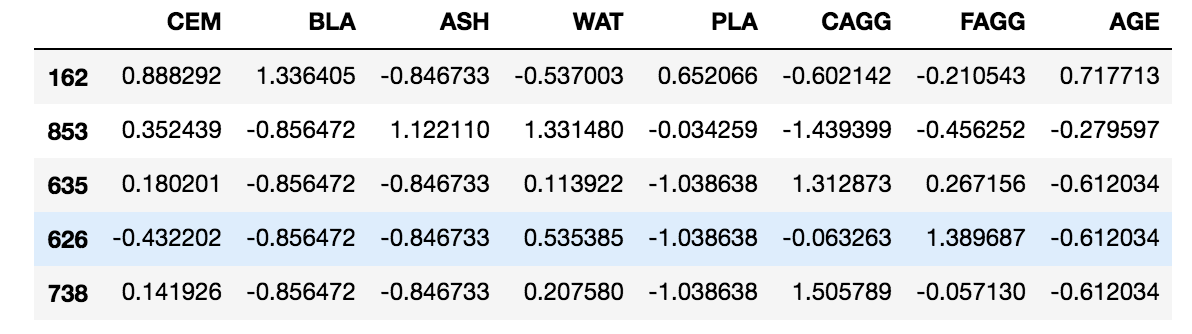 CEM BLA ASH WAT PLA CAGG FAGG AGE
162 0.888292 1.336405 -0.846733 -0.537003 0.652066 -0.602142 -0.210543 0.717713
853 0.352439 -0.856472 1.122110 1.331480 -0.034259 -1.439399 -0.456252 -0.279597
635 0.180201 -0.856472 -0.846733 0.113922 -1.038638 1.312873 0.267156 -0.612034
626 -0.432202 -0.856472 -0.846733 0.535385 -1.038638 -0.063263 1.389687 -0.612034
738 0.141926 -0.856472 -0.846733 0.207580 -1.038638 1.505789 -0.057130 -0.612034